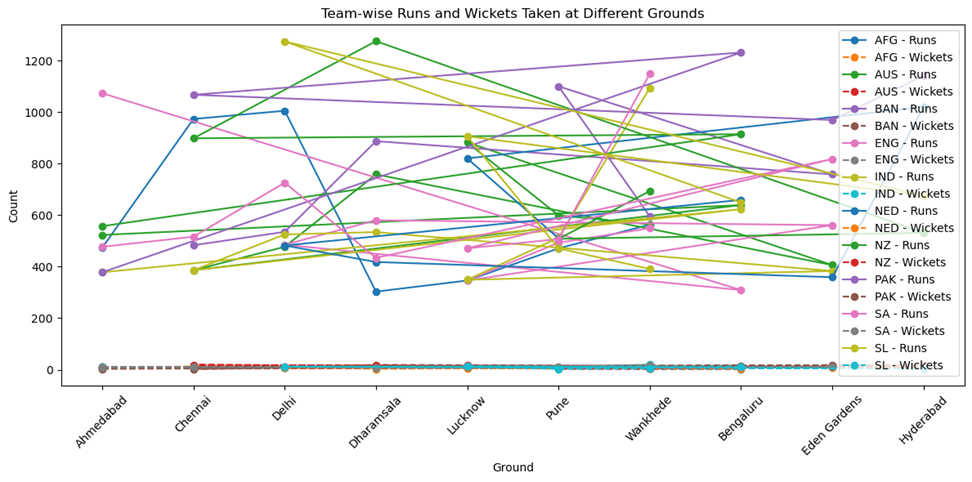 Team-wise Runs and Wickets Taken at Different Grounds
Count
1200
1000
800
600
400
200
0
AFG - Runs
AFG - Wickets
AUS - Runs
AUS - Wickets
BAN - Runs
BAN - Wickets
ENG - Runs
ENG - Wickets
IND - Runs
IND - Wickets
NED - Runs
NED - Wickets
NZ - Runs
NZ - Wickets
PAK - Runs
PAK - Wickets
SA - Runs
SA - Wickets
SL - Runs
SL - Wickets
Ahmedabad
Chennai
Delhi
Dharamsala
Lucknow
Pune
Wankhede
Bengaluru
Eden Gardens
Hyderabad
Ground